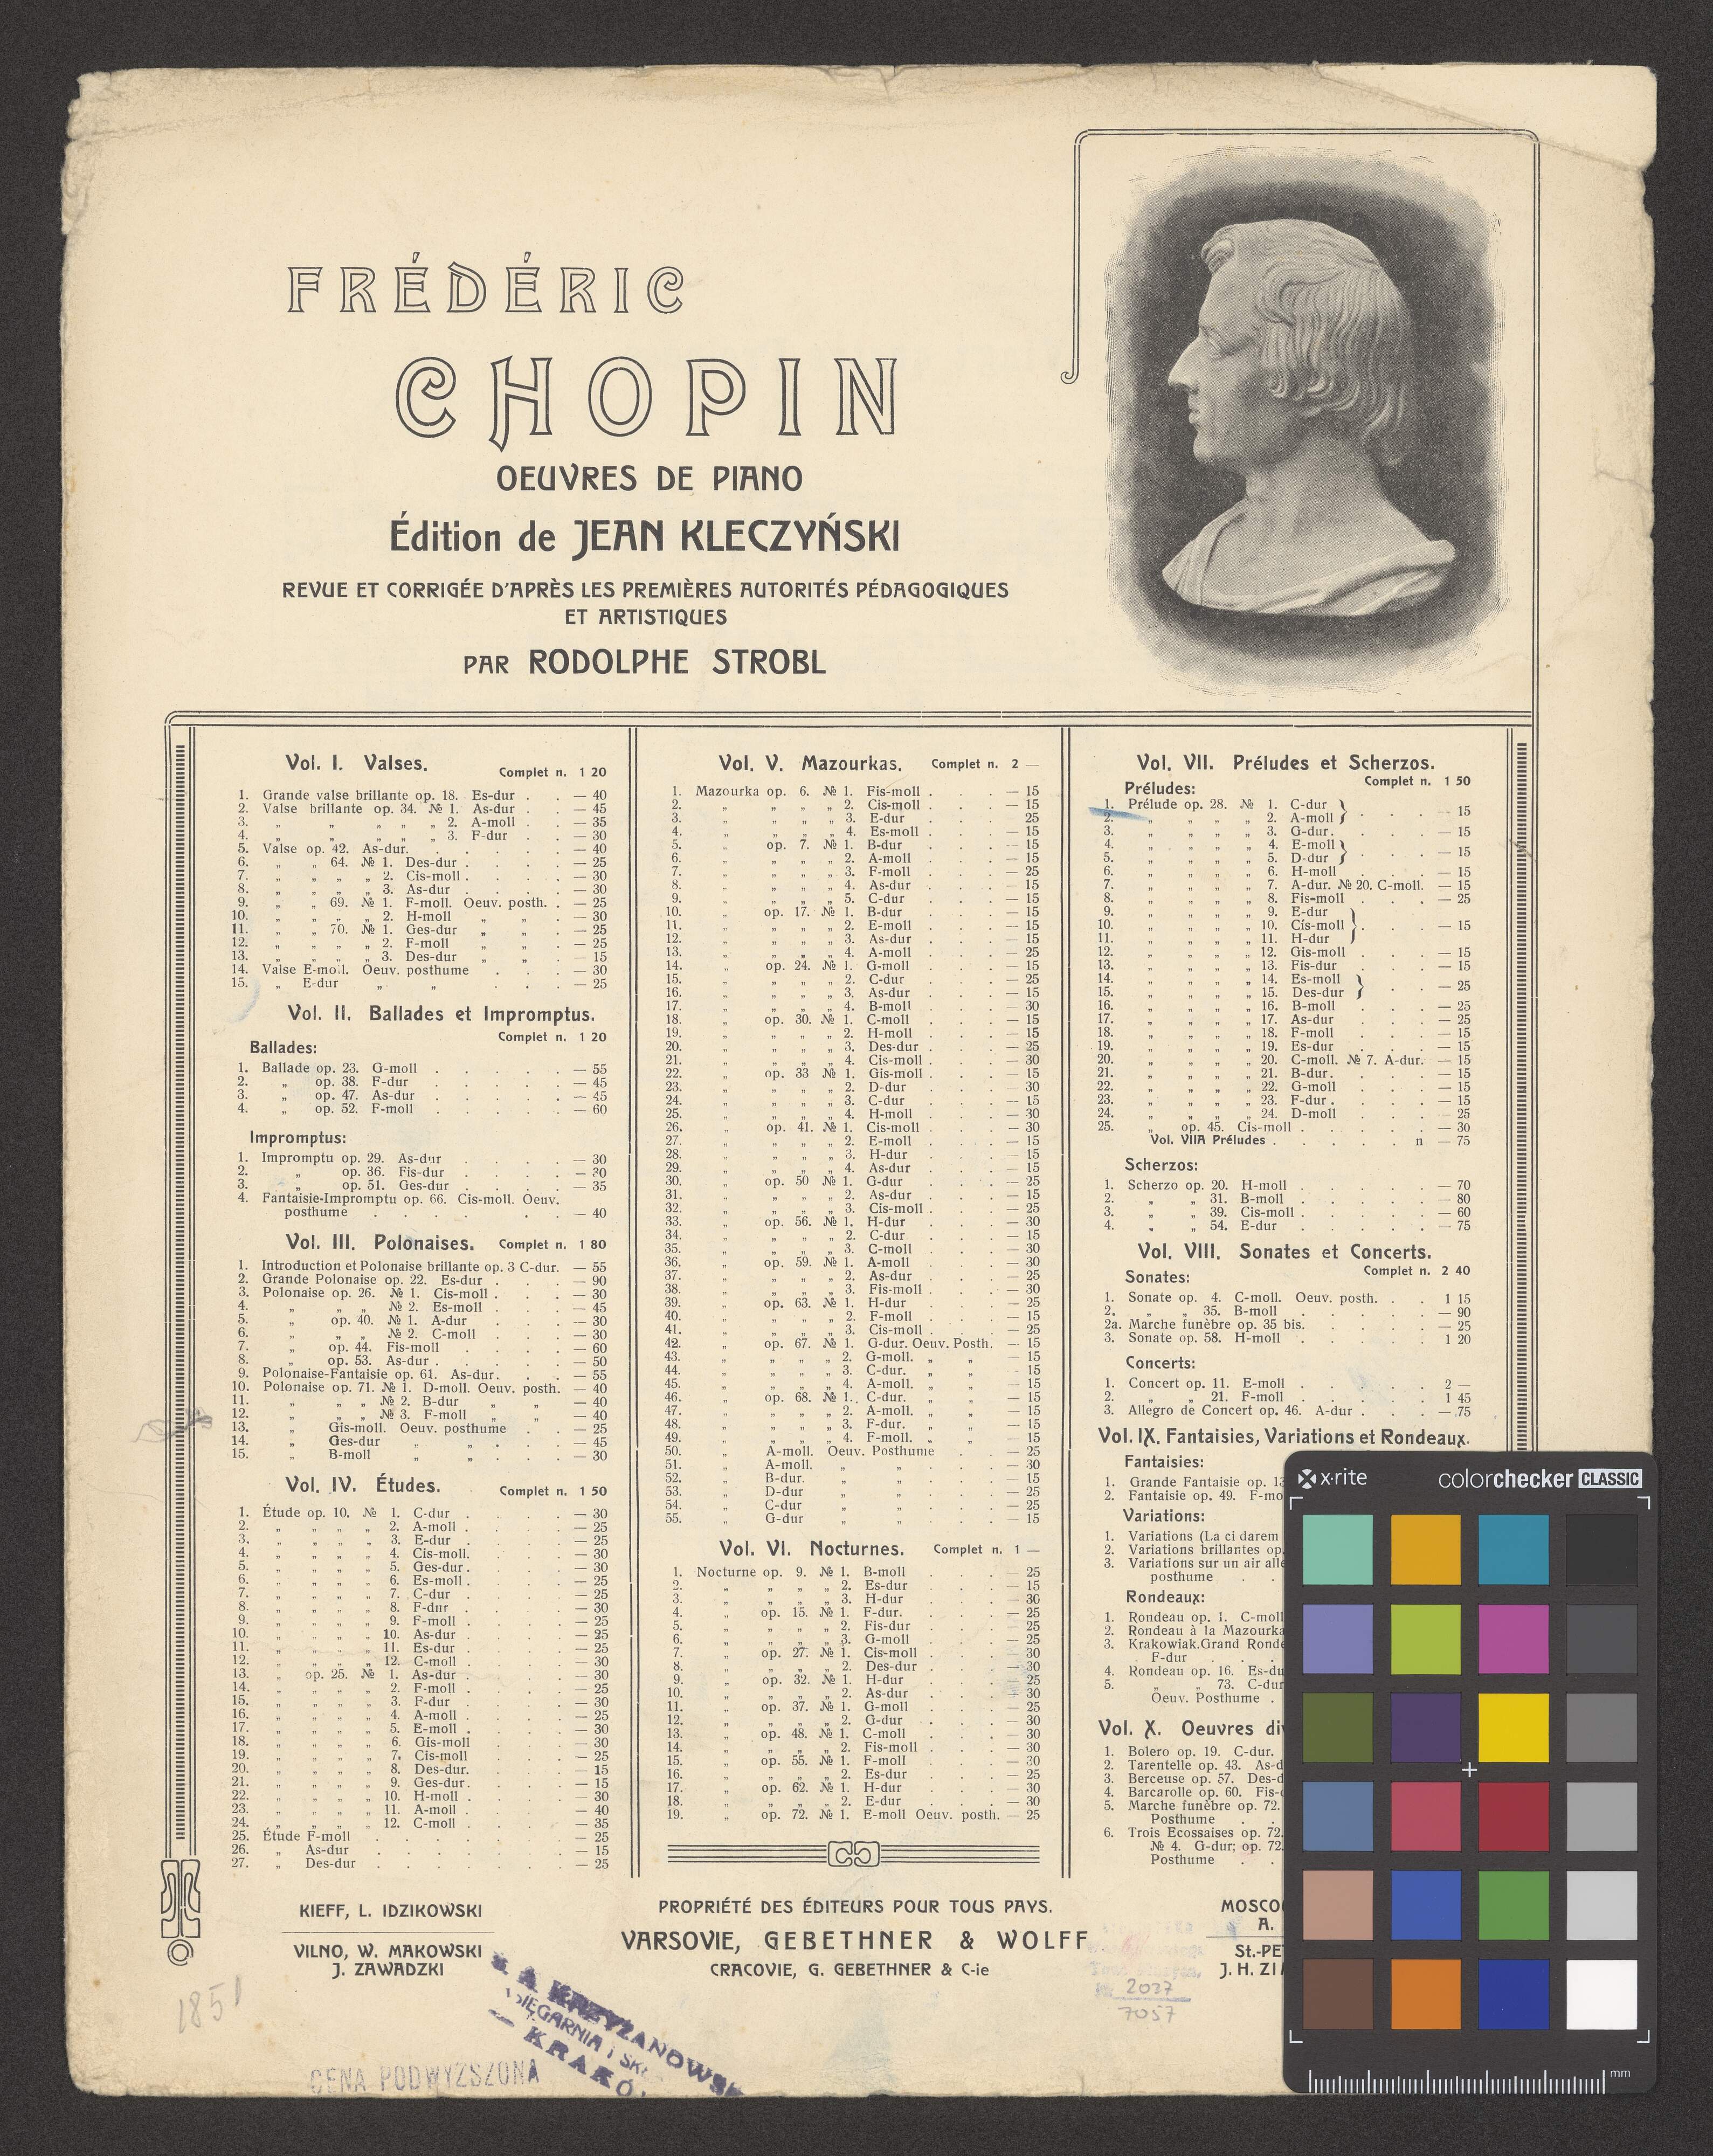 FRÉDÉRIC
CHOPIN
OEUVRES DE PIANO
Édition de JEAN KLECZYŃSKI
REVUE ET CORRIGÉE D'APRÈS LES PREMIÈRES AUTORITÉS PÉDAGOGIQUES
ET ARTISTIQUES
PAR RODOLPHE STROBL
Vol. I. Valses. Complet n. 1 20
1. Grande valse brillante op. 18. Es-dur . . — 40
2. Valse brillante op. 34. № 1. As-dur . . — 45
3. „ „ „ „ „ 2. A-moll . . — 35
4. „ „ „ „ „ 3. F-dur . . — 30
5. Valse op. 42. As-dur. . . . . . — 40
6. „ „ 64. № 1. Des-dur . . . . — 25
7. „ „ „ „ 2. Cis-moll . . . . — 30
8. „ „ „ „ 3. As-dur . . . . — 30
9. „ „ 69. № 1. F-moll. Oeuv. posth. . — 25
10. „ „ „ „ 2. H-moll „ „ . — 30
11. „ „ 70. № 1. Ges-dur „ „ . — 25
12. „ „ „ „ 2. F-moll „ „ . — 25
13. „ „ „ „ 3. Des-dur „ „ . — 15
14. Valse E-moll. Oeuv. posthume . . . — 30
15. „ E-dur „ „ . . . — 25
Vol. II. Ballades et Impromptus.
Complet n. 1 20
Ballades:
1. Ballade op. 23. G-moll . . . . . — 55
2. „ op. 38. F-dur . . . . . — 45
3. „ op. 47. As-dur . . . . . — 45
4. „ op. 52. F-moll . . . . . — 60
Impromptus:
1. Impromptu op. 29. As-dur . . . . — 30
2. „ op. 36. Fis-dur . . . . — 30
3. „ op. 51. Ges-dur . . . . — 35
4. Fantaisie-Impromptu op. 66. Cis-moll. Oeuv.
posthume . . . . . . — 40
Vol. III. Polonaises. Complet n. 1 80
1. Introduction et Polonaise brillante op. 3 C-dur. — 55
2. Grande Polonaise op. 22. Es-dur . . . — 90
3. Polonaise op. 26. № 1. Cis-moll . . . — 30
4. „ „ „ № 2. Es-moll . . . — 45
5. „ op. 40. № 1. A-dur . . . — 30
6. „ „ „ № 2. C-moll . . . — 30
7. „ op. 44. Fis-moll . . . . — 60
8. „ op. 53. As-dur . . . . . — 50
9. Polonaise-Fantaisie op. 61. As-dur. . . — 55
10. Polonaise op. 71. № 1. D-moll. Oeuv. posth. — 40
11. „ „ „ № 2. B-dur „ „ — 40
12. „ „ „ № 3. F-moll „ „ — 40
13. „ Gis-moll. Oeuv. posthume . . — 25
14. „ Ges-dur „ „ . . — 45
15. „ B-moll „ „ . . — 30
Vol. IV. Études. Complet n. 1 50
1. Étude op. 10. № 1. C-dur . . . . — 30
2. „ „ „ „ 2. A-moll . . . . — 25
3. „ „ „ „ 3. E-dur . . . . — 25
4. „ „ „ „ 4. Cis-moll. . . . — 30
5. „ „ „ „ 5. Ges-dur . . . . — 30
6. „ „ „ „ 6. Es-moll . . . . — 25
7. „ „ „ „ 7. C-dur . . . . — 25
8. „ „ „ „ 8. F-dur . . . . — 30
9. „ „ „ „ 9. F-moll . . . . — 25
10. „ „ „ „ 10. As-dur . . . . — 25
11. „ „ „ „ 11. Es-dur . . . . — 25
12. „ „ „ „ 12. C-moll . . . . — 30
13. „ op. 25. № 1. As-dur . . . . — 30
14. „ „ „ „ 2. F-moll . . . . — 25
15. „ „ „ „ 3. F-dur . . . . — 30
16. „ „ „ „ 4. A-moll . . . . — 25
17. „ „ „ „ 5. E-moll . . . . — 30
18. „ „ „ „ 6. Gis-moll . . . — 30
19. „ „ „ „ 7. Cis-moll . . . — 25
20. „ „ „ „ 8. Des-dur. . . . — 15
21. „ „ „ „ 9. Ges-dur. . . . — 15
22. „ „ „ „ 10. H-moll . . . . — 30
23. „ „ „ „ 11. A-moll . . . . — 40
24. „ „ „ „ 12. C-moll . . . . — 35
25. Étude F-moll . . . . . . . — 25
26. „ As-dur . . . . . . . — 15
27. „ Des-dur . . . . . . . — 25
Vol. V. Mazourkas. Complet n. 2 —
1. Mazourka op. 6. № 1. Fis-moll . . . — 15
2. „ „ „ „ 2. Cis-moll . . . — 15
3. „ „ „ „ 3. E-dur . . . — 25
4. „ „ „ „ 4. Es-moll . . . — 15
5. „ op. 7. № 1. B-dur . . . — 15
6. „ „ „ „ 2. A-moll . . . — 15
7. „ „ „ „ 3. F-moll . . . — 25
8. „ „ „ „ 4. As-dur . . . — 15
9. „ „ „ „ 5. C-dur . . . — 15
10. „ op. 17. № 1. B-dur . . . — 15
11. „ „ „ „ 2. E-moll . . . — 15
12. „ „ „ „ 3. As-dur . . . — 15
13. „ „ „ „ 4. A-moll . . . — 25
14. „ op. 24. № 1. G-moll . . . — 15
15. „ „ „ „ 2. C-dur . . . — 25
16. „ „ „ „ 3. As-dur . . . — 15
17. „ „ „ „ 4. B-moll . . . — 30
18. „ op. 30. № 1. C-moll . . . — 15
19. „ „ „ „ 2. H-moll . . . — 15
20. „ „ „ „ 3. Des-dur . . . — 25
21. „ „ „ „ 4. Cis-moll . . . — 30
22. „ op. 33 № 1. Gis-moll . . . — 15
23. „ „ „ „ 2. D-dur . . . — 30
24. „ „ „ „ 3. C-dur . . . — 15
25. „ „ „ „ 4. H-moll . . . — 30
26. „ op. 41. № 1. Cis-moll . . . — 30
27. „ „ „ „ 2. E-moll . . . — 15
28. „ „ „ „ 3. H-dur . . . — 15
29. „ „ „ „ 4. As-dur . . . — 15
30. „ op. 50 № 1. G-dur . . . — 25
31. „ „ „ „ 2. As-dur . . . — 15
32. „ „ „ „ 3. Cis-moll . . . — 25
33. „ op. 56. № 1. H-dur . . . — 30
34. „ „ „ „ 2. C-dur . . . — 15
35. „ „ „ „ 3. C-moll . . . — 30
36. „ op. 59. № 1. A-moll . . . — 30
37. „ „ „ „ 2. As-dur . . . — 25
38. „ „ „ „ 3. Fis-moll . . . — 30
39. „ op. 63. № 1. H-dur . . . — 25
40. „ „ „ „ 2. F-moll . . . — 15
41. „ „ „ „ 3. Cis-moll . . . — 25
42. „ op. 67. № 1. G-dur. Oeuv. Posth. — 15
43. „ „ „ „ 2. G-moll. „ „ — 15
44. „ „ „ „ 3. C-dur. „ „ — 15
45. „ „ „ „ 4. A-moll. „ „ — 15
46. „ op. 68. № 1. C-dur. „ „ — 15
47. „ „ „ „ 2. A-moll. „ „ — 15
48. „ „ „ „ 3. F-dur. „ „ — 15
49. „ „ „ „ 4. F-moll. „ „ — 15
50. „ A-moll. Oeuv. Posthume . . — 25
51. „ A-moll. „ „ . . — 30
52. „ B-dur. „ „ . . — 15
53. „ D-dur „ „ . . — 25
54. „ C-dur „ „ . . — 25
55. „ G-dur „ „ . . — 15
Vol. VI. Nocturnes. Complet n. 1 —
1. Nocturne op. 9. № 1. B-moll . . . — 25
2. „ „ „ „ 2. Es-dur . . . — 15
3. „ „ „ „ 3. H-dur . . . — 30
4. „ op. 15. № 1. F-dur. . . . — 25
5. „ „ „ „ 2. Fis-dur . . . — 25
6. „ „ „ „ 3. G-moll . . . — 25
7. „ op. 27. № 1. Cis-moll . . . — 30
8. „ „ „ „ 2. Des-dur . . . — 30
9. „ op. 32. № 1. H-dur . . . — 25
10. „ „ „ „ 2. As-dur . . . — 30
11. „ op. 37. № 1. G-moll . . . — 25
12. „ „ „ „ 2. G-dur . . . — 30
13. „ op. 48. № 1. C-moll . . . — 30
14. „ „ „ „ 2. Fis-moll . . . — 30
15. „ op. 55. № 1. F-moll . . . — 30
16. „ „ „ „ 2. Es-dur . . . — 25
17. „ op. 62. № 1. H-dur . . . — 30
18. „ „ „ „ 2. E-dur . . . — 30
19. „ op. 72. № 1. E-moll Oeuv. posth. — 25
Vol. VII. Préludes et Scherzos.
Complet n. 1 50
Préludes:
1. Prélude op. 28. № 1. C-dur } . . . — 15
2. „ „ „ „ 2. A-moll }
3. „ „ „ „ 3. G-dur. . . . — 15
4. „ „ „ „ 4. E-moll } . . . — 15
5. „ „ „ „ 5. D-dur }
6. „ „ „ „ 6. H-moll . . . — 15
7. „ „ „ „ 7. A-dur. № 20. C-moll. — 15
8. „ „ „ „ 8. Fis-moll . . . — 25
9. „ „ „ „ 9. E-dur }
10. „ „ „ „ 10. Cis-moll } . . . — 15
11. „ „ „ „ 11. H-dur }
12. „ „ „ „ 12. Gis-moll . . . — 15
13. „ „ „ „ 13. Fis-dur . . . — 15
14. „ „ „ „ 14. Es-moll } . . . — 25
15. „ „ „ „ 15. Des-dur }
16. „ „ „ „ 16. B-moll . . . — 25
17. „ „ „ „ 17. As-dur . . . — 25
18. „ „ „ „ 18. F-moll . . . — 15
19. „ „ „ „ 19. Es-dur . . . — 15
20. „ „ „ „ 20. C-moll. № 7. A-dur. — 15
21. „ „ „ „ 21. B-dur . . . . — 15
22. „ „ „ „ 22. G-moll . . . — 15
23. „ „ „ „ 23. F-dur . . . . — 15
24. „ „ „ „ 24. D-moll . . . — 25
25. „ op. 45. Cis-moll . . . . . — 30
Vol. VIIA Préludes . . . . . n — 75
Scherzos:
1. Scherzo op. 20. H-moll . . . . . — 70
2. „ „ 31. B-moll . . . . . — 80
3. „ „ 39. Cis-moll . . . . . — 60
4. „ „ 54. E-dur . . . . . — 75
Vol. VIII. Sonates et Concerts.
Complet n. 2 40
Sonates:
1. Sonate op. 4. C-moll. Oeuv. posth. . . 1 15
2. „ „ 35. B-moll . . . . . — 90
2a. Marche funèbre op. 35 bis. . . . . — 25
3. Sonate op. 58. H-moll . . . . . 1 20
Concerts:
1. Concert op. 11. E-moll . . . . . 2 —
2. „ „ 21. F-moll . . . . . 1 45
3. Allegro de Concert op. 46. A-dur . . . — 75
Vol. IX. Fantaisies, Variations et Rondeaux.
Fantaisies:
1. Grande Fantaisie op. 13
2. Fantaisie op. 49. F-mo
Variations:
1. Variations (La ci darem
2. Variations brillantes op.
3. Variations sur un air alle
posthume . .
Rondeaux:
1. Rondeau op. 1. C-moll
2. Rondeau à la Mazourka
3. Krakowiak.Grand Ronde
F-dur . . .
4. Rondeau op. 16. Es-du
5. „ „ 73. C-dur
Oeuv. Posthume .
Vol. X. Oeuvres di
1. Bolero op. 19. C-dur.
2. Tarentelle op. 43. As-d
3. Berceuse op. 57. Des-d
4. Barcarolle op. 60. Fis-
5. Marche funèbre op. 72.
Posthume . .
6. Trois Ecossaises op. 72.
№ 4. G-dur; op. 72.
Posthume . .
x-rite colorchecker CLASSIC
mm
KIEFF, L. IDZIKOWSKI
VILNO, W. MAKOWSKI
J. ZAWADZKI
PROPRIÉTÉ DES ÉDITEURS POUR TOUS PAYS.
VARSOVIE, GEBETHNER & WOLFF
CRACOVIE, G. GEBETHNER & C-ie
MOSCO
A.
St.-PE
J. H. ZI
2037
7057
1851
A KRZYŻANOWSK
KRAKÓ
CENA PODWYŻSZONA